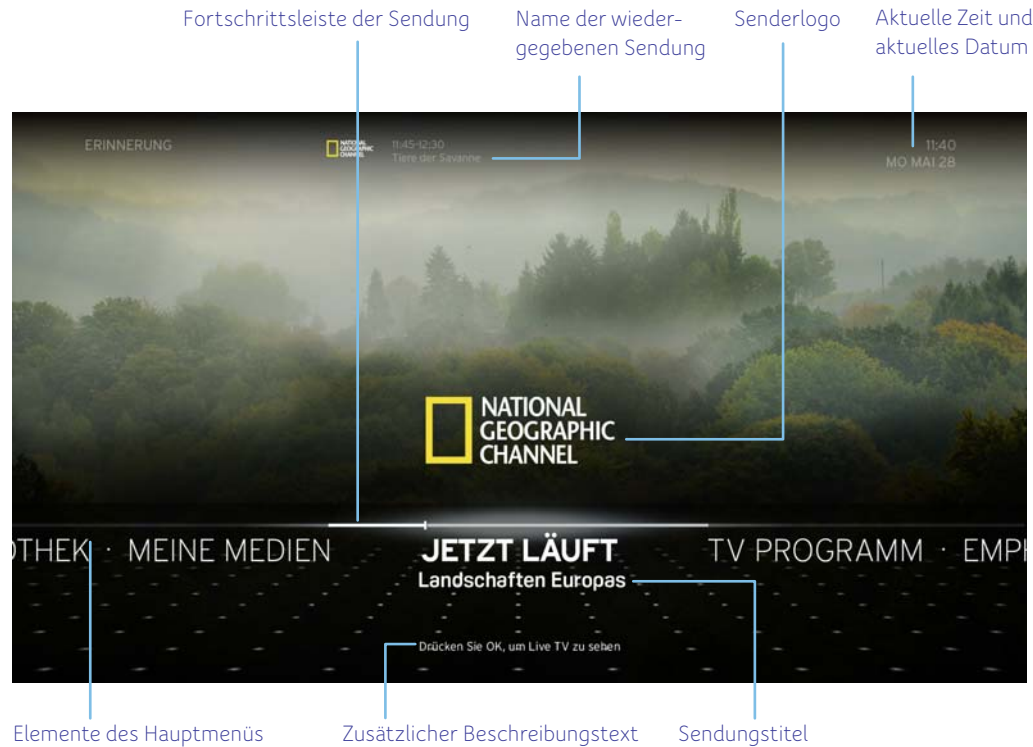 Fortschrittsleiste der Sendung
Name der wieder-
gegebenen Sendung
Senderlogo
Aktuelle Zeit und
aktuelles Datum
ERINNERUNG
NATIONAL
GEOGRAPHIC
CHANNEL
11:45-12:30
Tiere der Savanne
11:40
MO MAI 28
NATIONAL
GEOGRAPHIC
CHANNEL
OTHEK · MEINE MEDIEN
JETZT LÄUFT
TV PROGRAMM · EMPH
Landschaften Europas
Drücken Sie OK, um Live TV zu sehen
Elemente des Hauptmenüs
Zusätzlicher Beschreibungstext
Sendungstitel